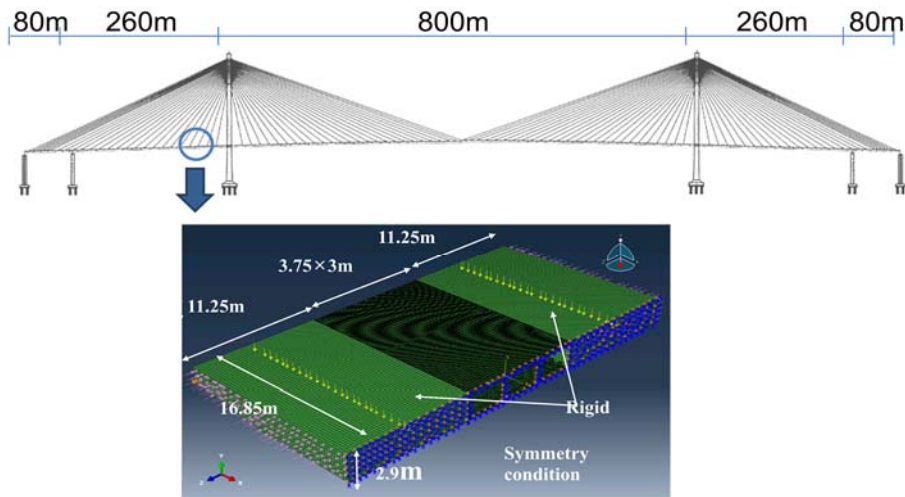 80m 260m 800m 260m 80m
11.25m
3.75×3m
11.25m
16.85m
Rigid
2.9m
Symmetry
condition